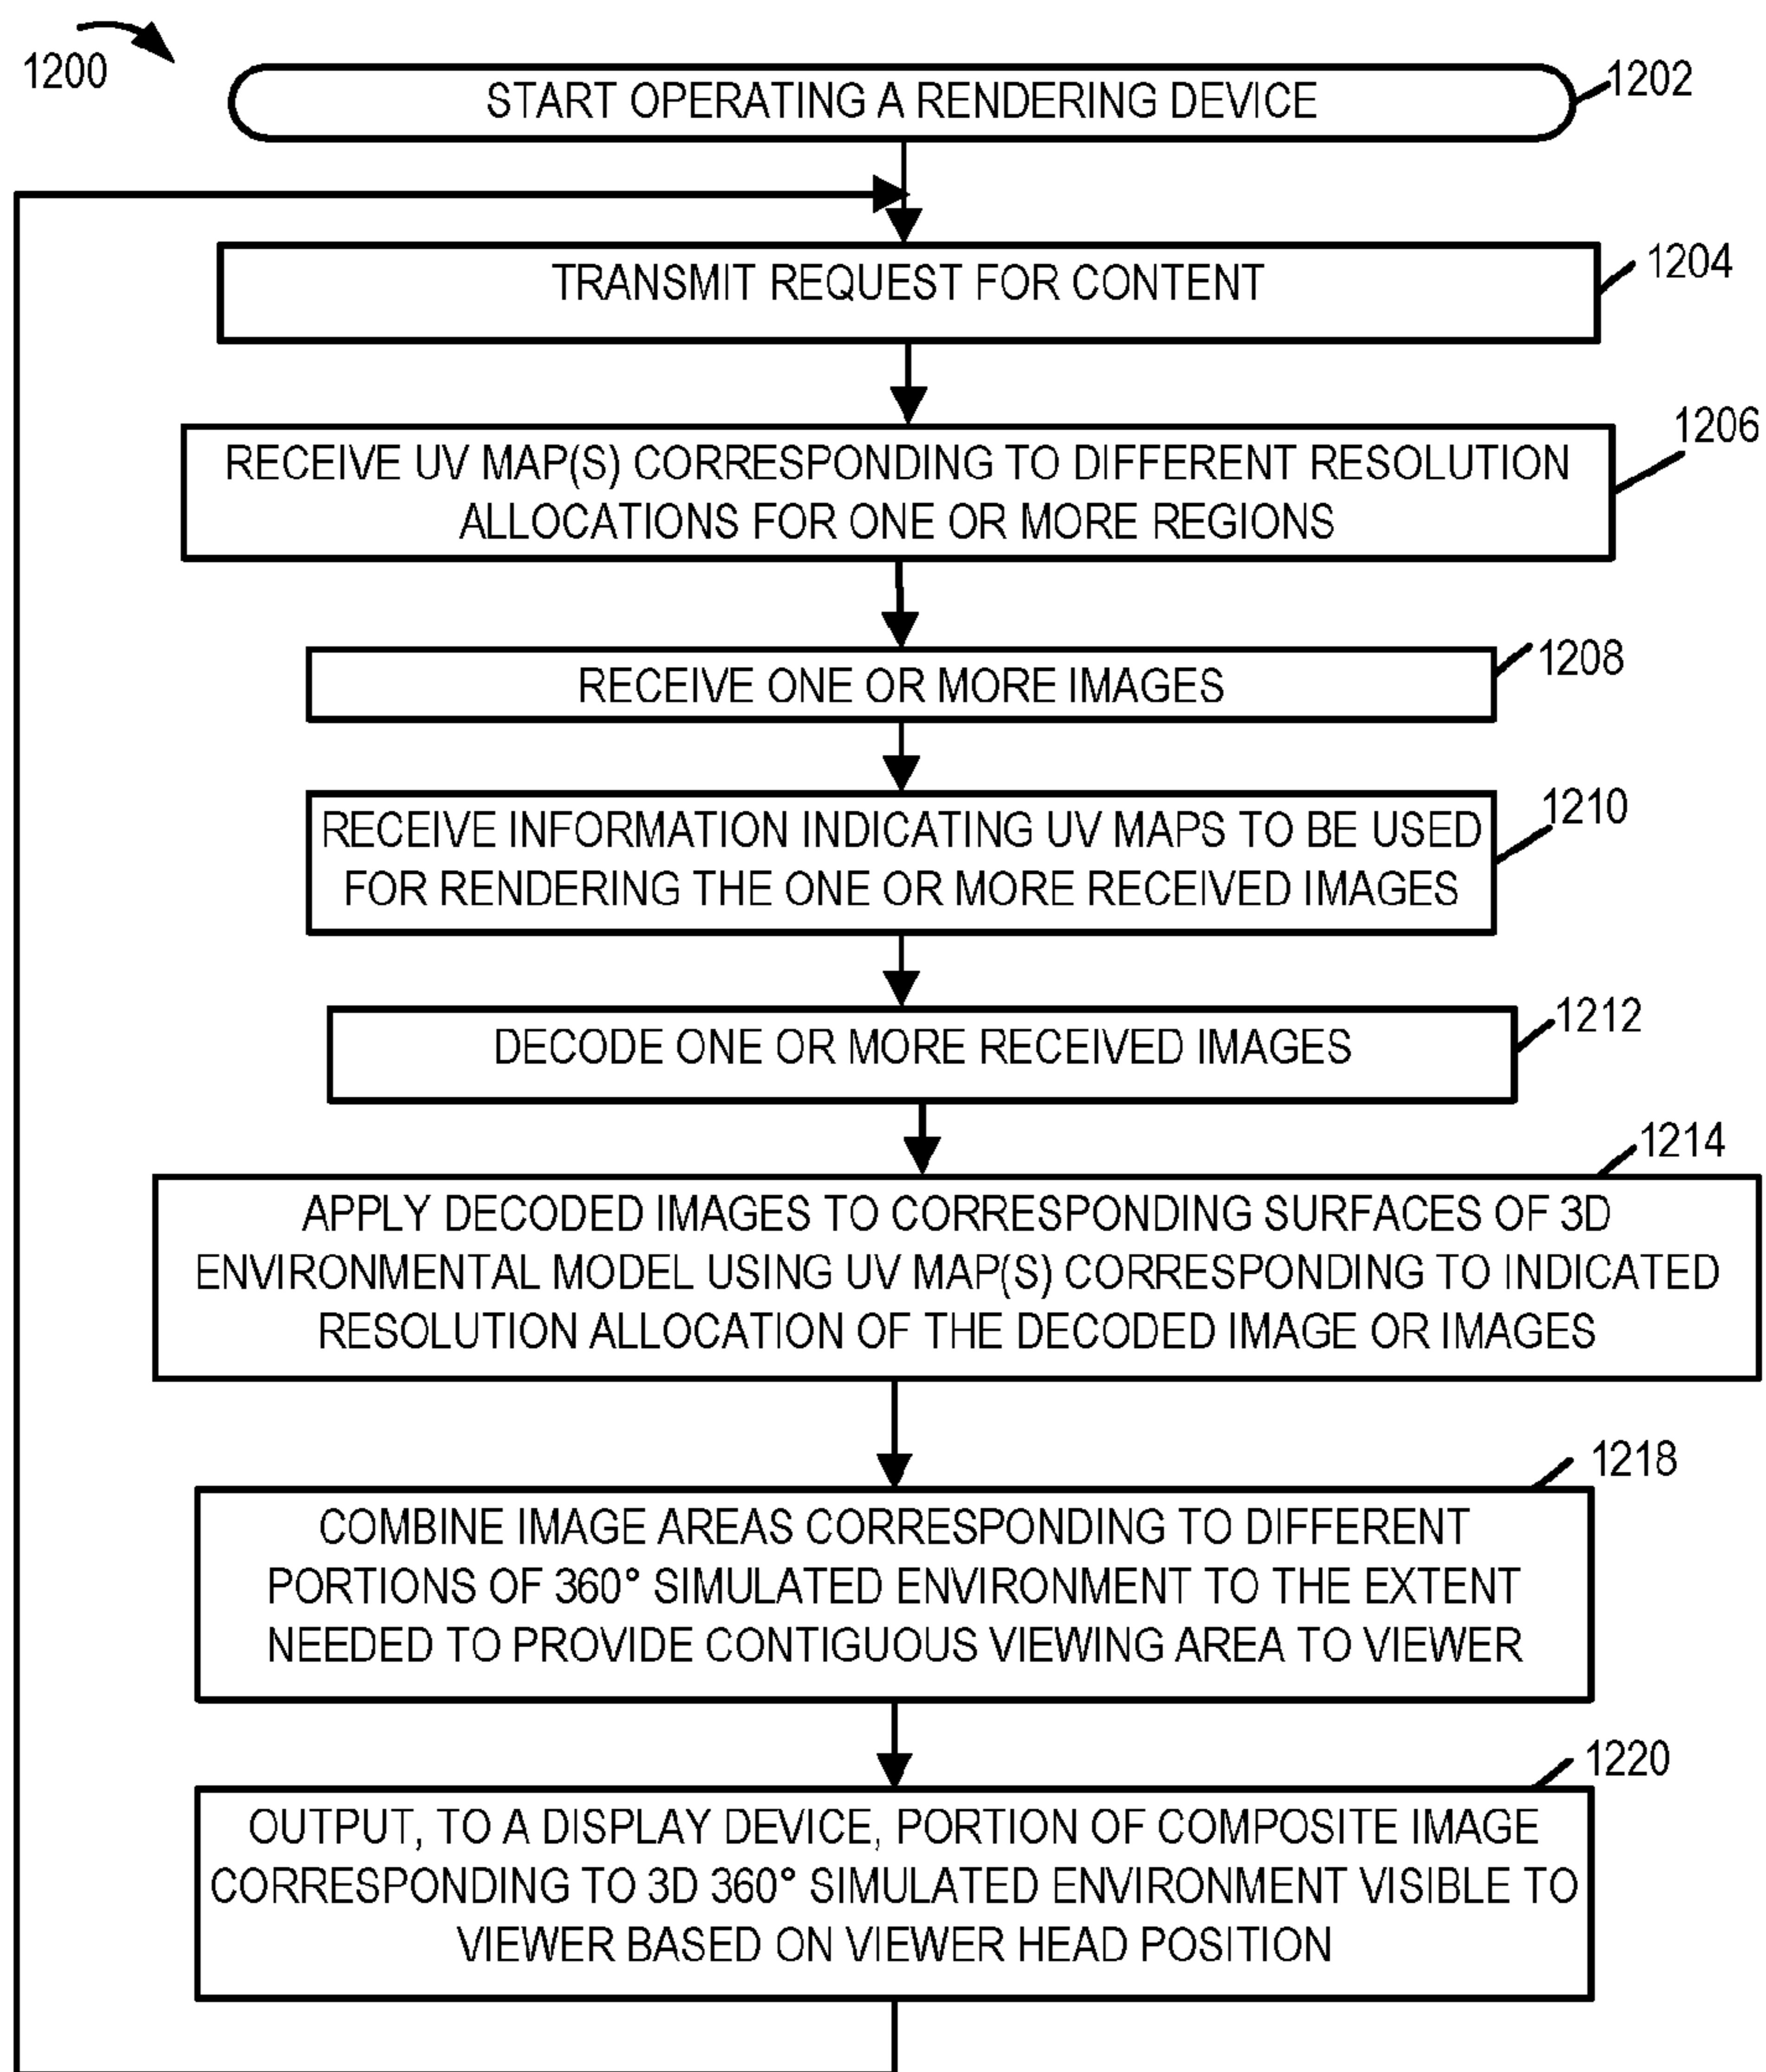 1200
START OPERATING A RENDERING DEVICE
1202
TRANSMIT REQUEST FOR CONTENT
1204
RECEIVE UV MAP(S) CORRESPONDING TO DIFFERENT RESOLUTION
ALLOCATIONS FOR ONE OR MORE REGIONS
1206
RECEIVE ONE OR MORE IMAGES
1208
RECEIVE INFORMATION INDICATING UV MAPS TO BE USED
FOR RENDERING THE ONE OR MORE RECEIVED IMAGES
1210
DECODE ONE OR MORE RECEIVED IMAGES
1212
1214
APPLY DECODED IMAGES TO CORRESPONDING SURFACES OF 3D
ENVIRONMENTAL MODEL USING UV MAP(S) CORRESPONDING TO INDICATED
RESOLUTION ALLOCATION OF THE DECODED IMAGE OR IMAGES
1218
COMBINE IMAGE AREAS CORRESPONDING TO DIFFERENT
PORTIONS OF 360° SIMULATED ENVIRONMENT TO THE EXTENT
NEEDED TO PROVIDE CONTIGUOUS VIEWING AREA TO VIEWER
1220
OUTPUT, TO A DISPLAY DEVICE, PORTION OF COMPOSITE IMAGE
CORRESPONDING TO 3D 360° SIMULATED ENVIRONMENT VISIBLE TO
VIEWER BASED ON VIEWER HEAD POSITION